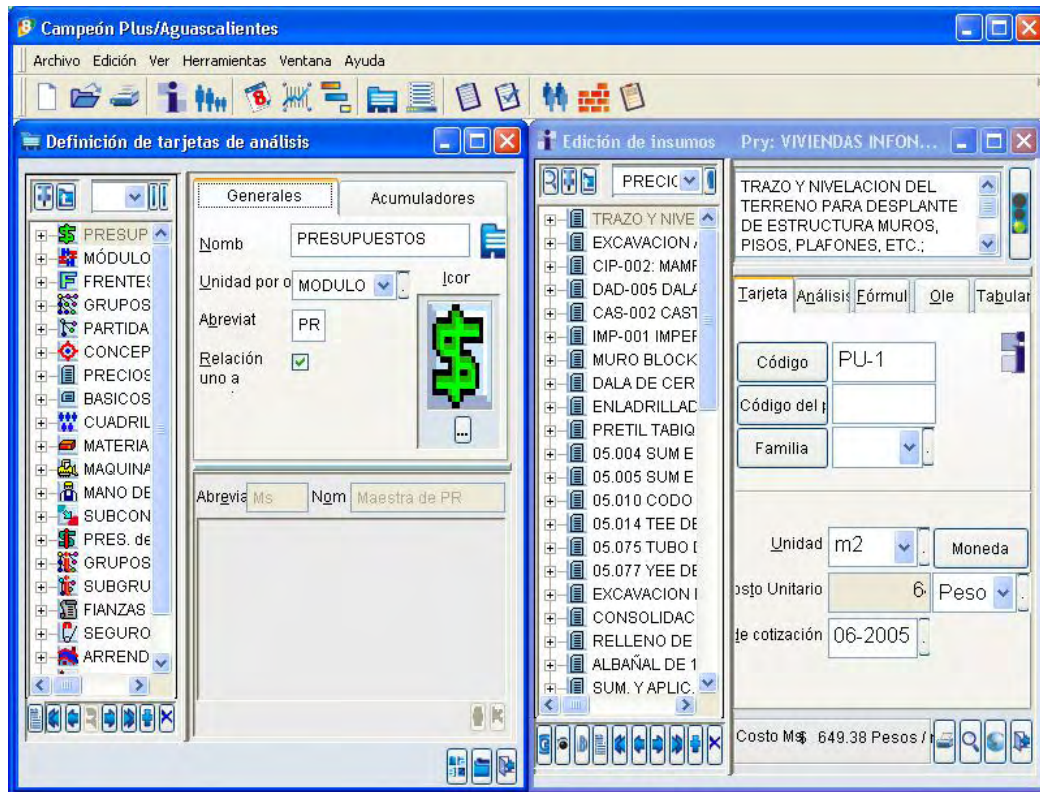 Campeón Plus/Aguascalientes
Archivo Edición Ver Herramientas Ventana Ayuda
Definición de tarjetas de análisis
PRESUP
MÓDULO
FRENTES
GRUPOS
PARTIDA
CONCEP
PRECIOS
BASICOS
CUADRIL
MATERIA
MAQUINA
MANO DE
SUBCON
PRES. de
GRUPOS
SUBGRU
FIANZAS
SEGURO
ARREND
Generales Acumuladores
Nomb PRESUPUESTOS
Unidad por o MODULO Icor
Abreviat PR
Relación
uno a
...
Abrevia Ms Nom Maestra de PR
Edición de insumos Pry: VIVIENDAS INFON...
PRECIC
TRAZO Y NIVE
EXCAVACION
CIP-002: MAMF
DAD-005 DALA
CAS-002 CAST
IMP-001 IMPEF
MURO BLOCK
DALA DE CER
ENLADRILLAD
PRETIL TABIQ
05.004 SUM E
05.005 SUM E
05.010 CODO
05.014 TEE DE
05.075 TUBO
05.077 YEE DE
EXCAVACION
CONSOLIDAC
RELLENO DE
ALBAÑAL DE 1
SUM. Y APLIC.
TRAZO Y NIVELACION DEL
TERRENO PARA DESPLANTE
DE ESTRUCTURA MUROS,
PISOS, PLAFONES, ETC.;
Tarjeta Análisis Fórmul Ole Tabular
Código PU-1
Código del
Familia
Unidad m2 Moneda
osto Unitario 6 Peso
de cotización 06-2005
Costo Ms$ 649.38 Pesos /